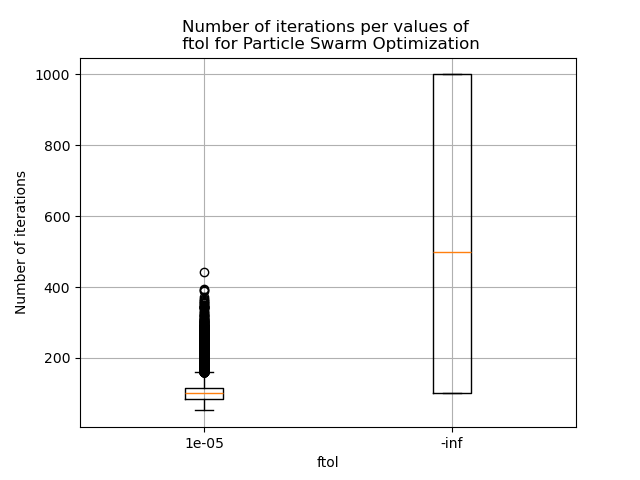 Number of iterations per values of
ftol for Particle Swarm Optimization
1000
800
600
400
200
Number of iterations
1e-05
-inf
ftol